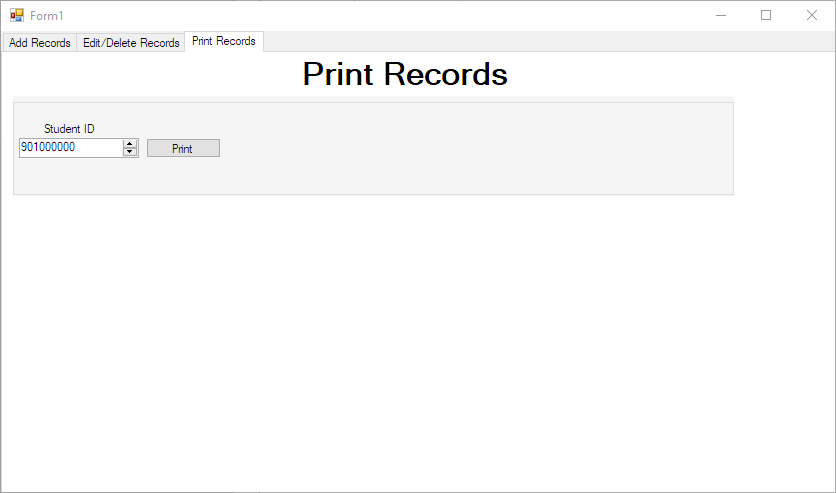 Form1
Add Records
Edit/Delete Records
Print Records
Print Records
Student ID
901000000
Print